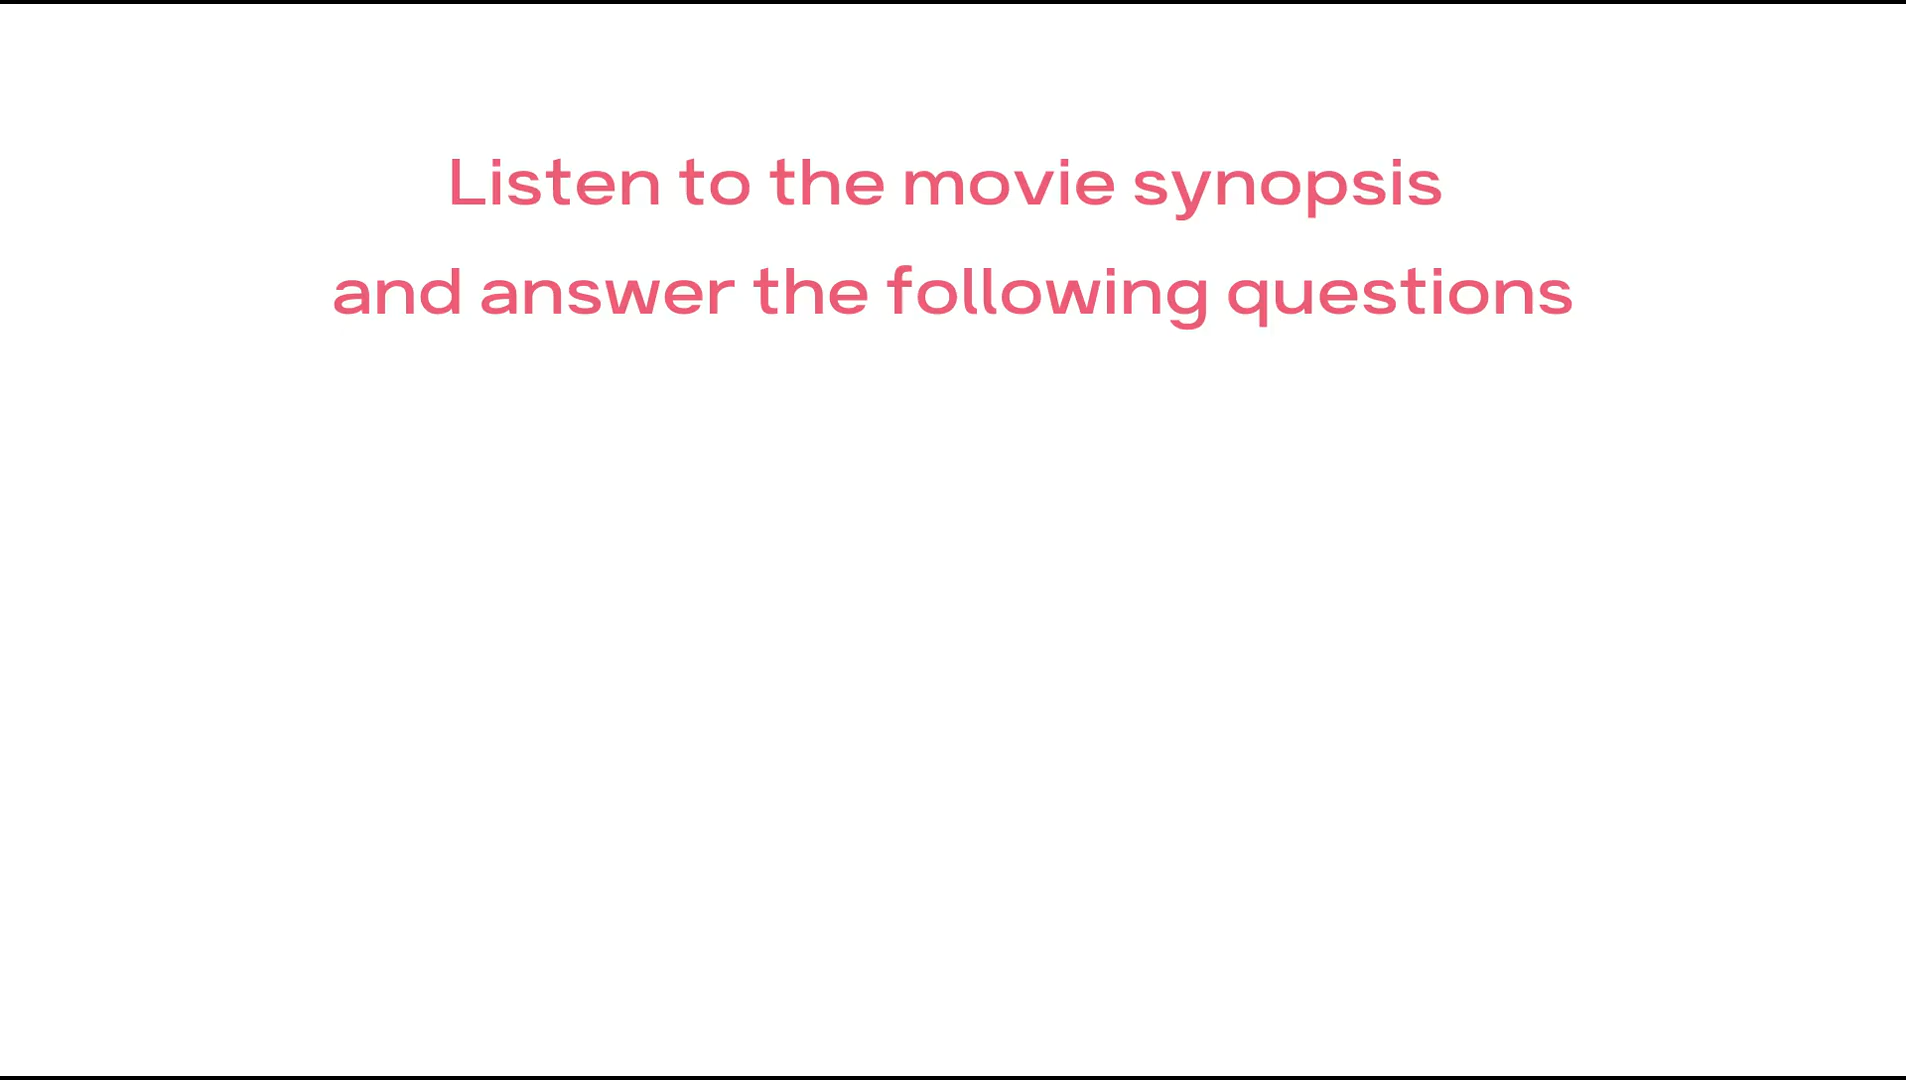 Listen to the movie synopsis
and answer the following questions